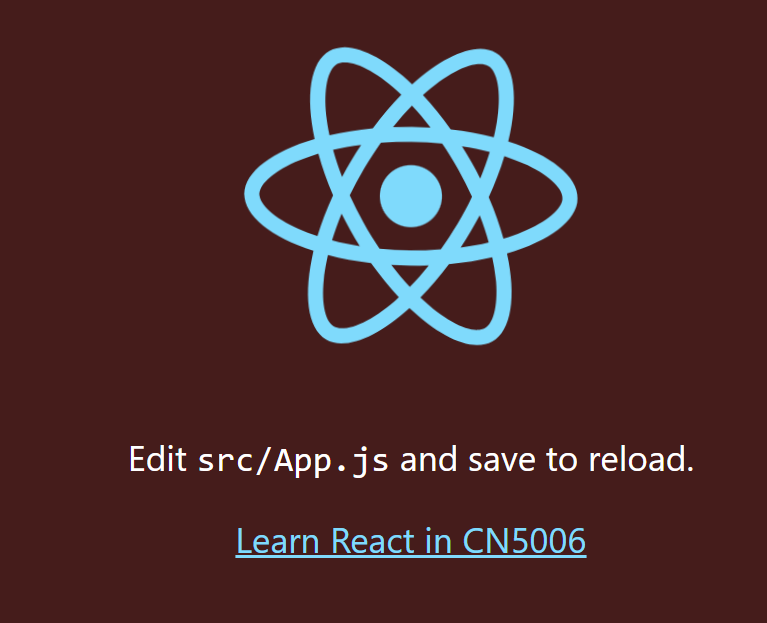 Edit src/App.js and save to reload.
Learn React in CN5006